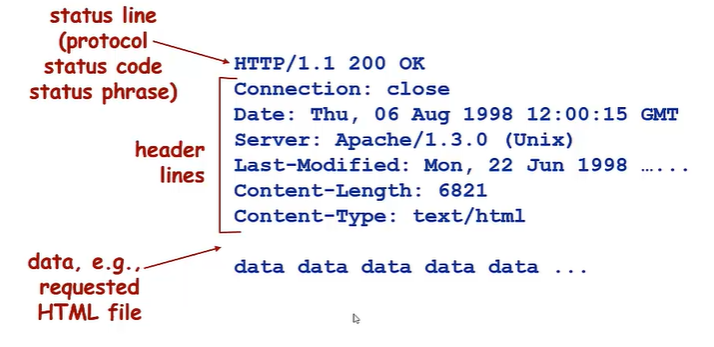 status line
(protocol
status code
status phrase)
HTTP/1.1 200 OK
Connection: close
Date: Thu, 06 Aug 1998 12:00:15 GMT
Server: Apache/1.3.0 (Unix)
Last-Modified: Mon, 22 Jun 1998 …...
Content-Length: 6821
Content-Type: text/html
header
lines
data, e.g.,
requested
HTML file
data data data data data ...